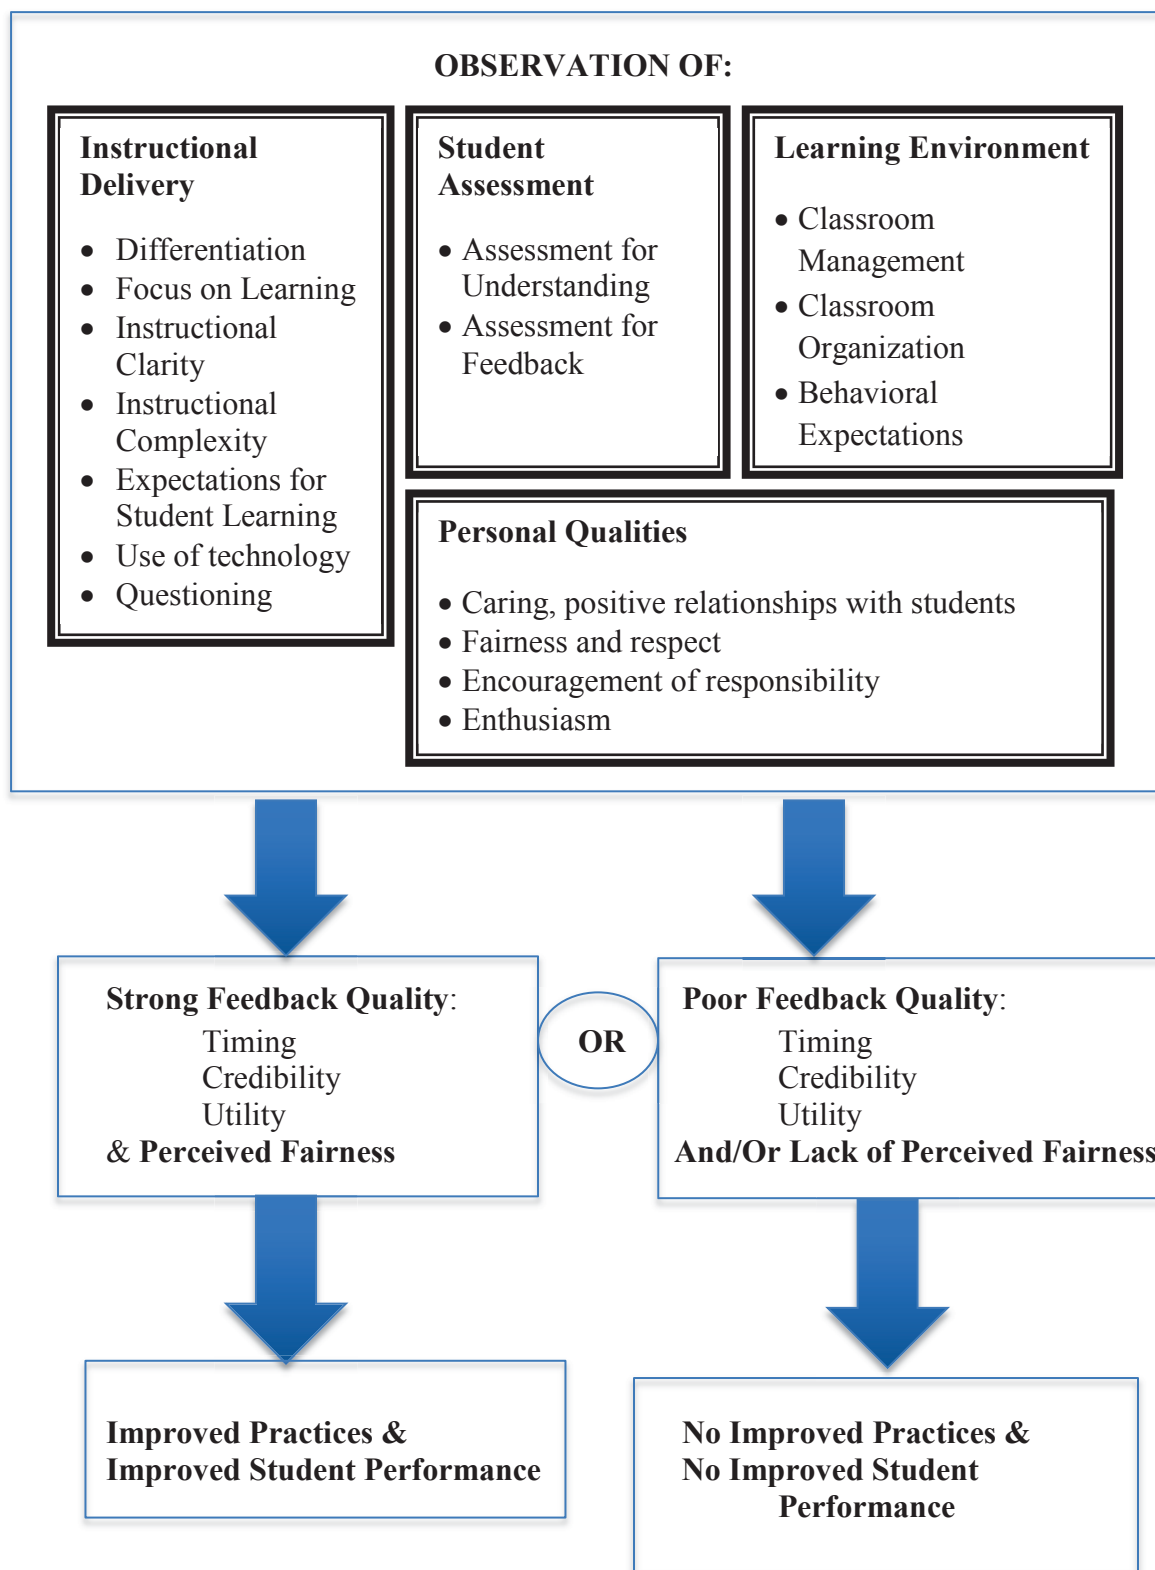 OBSERVATION OF:
Instructional
Delivery
• Differentiation
• Focus on Learning
• Instructional
Clarity
• Instructional
Complexity
• Expectations for
Student Learning
• Use of technology
• Questioning
Student
Assessment
• Assessment for
Understanding
• Assessment for
Feedback
Learning Environment
• Classroom
Management
• Classroom
Organization
• Behavioral
Expectations
Personal Qualities
• Caring, positive relationships with students
• Fairness and respect
• Encouragement of responsibility
• Enthusiasm
Strong Feedback Quality:
Timing
Credibility
Utility
& Perceived Fairness
OR
Poor Feedback Quality:
Timing
Credibility
Utility
And/Or Lack of Perceived Fairness
Improved Practices &
Improved Student Performance
No Improved Practices &
No Improved Student
Performance